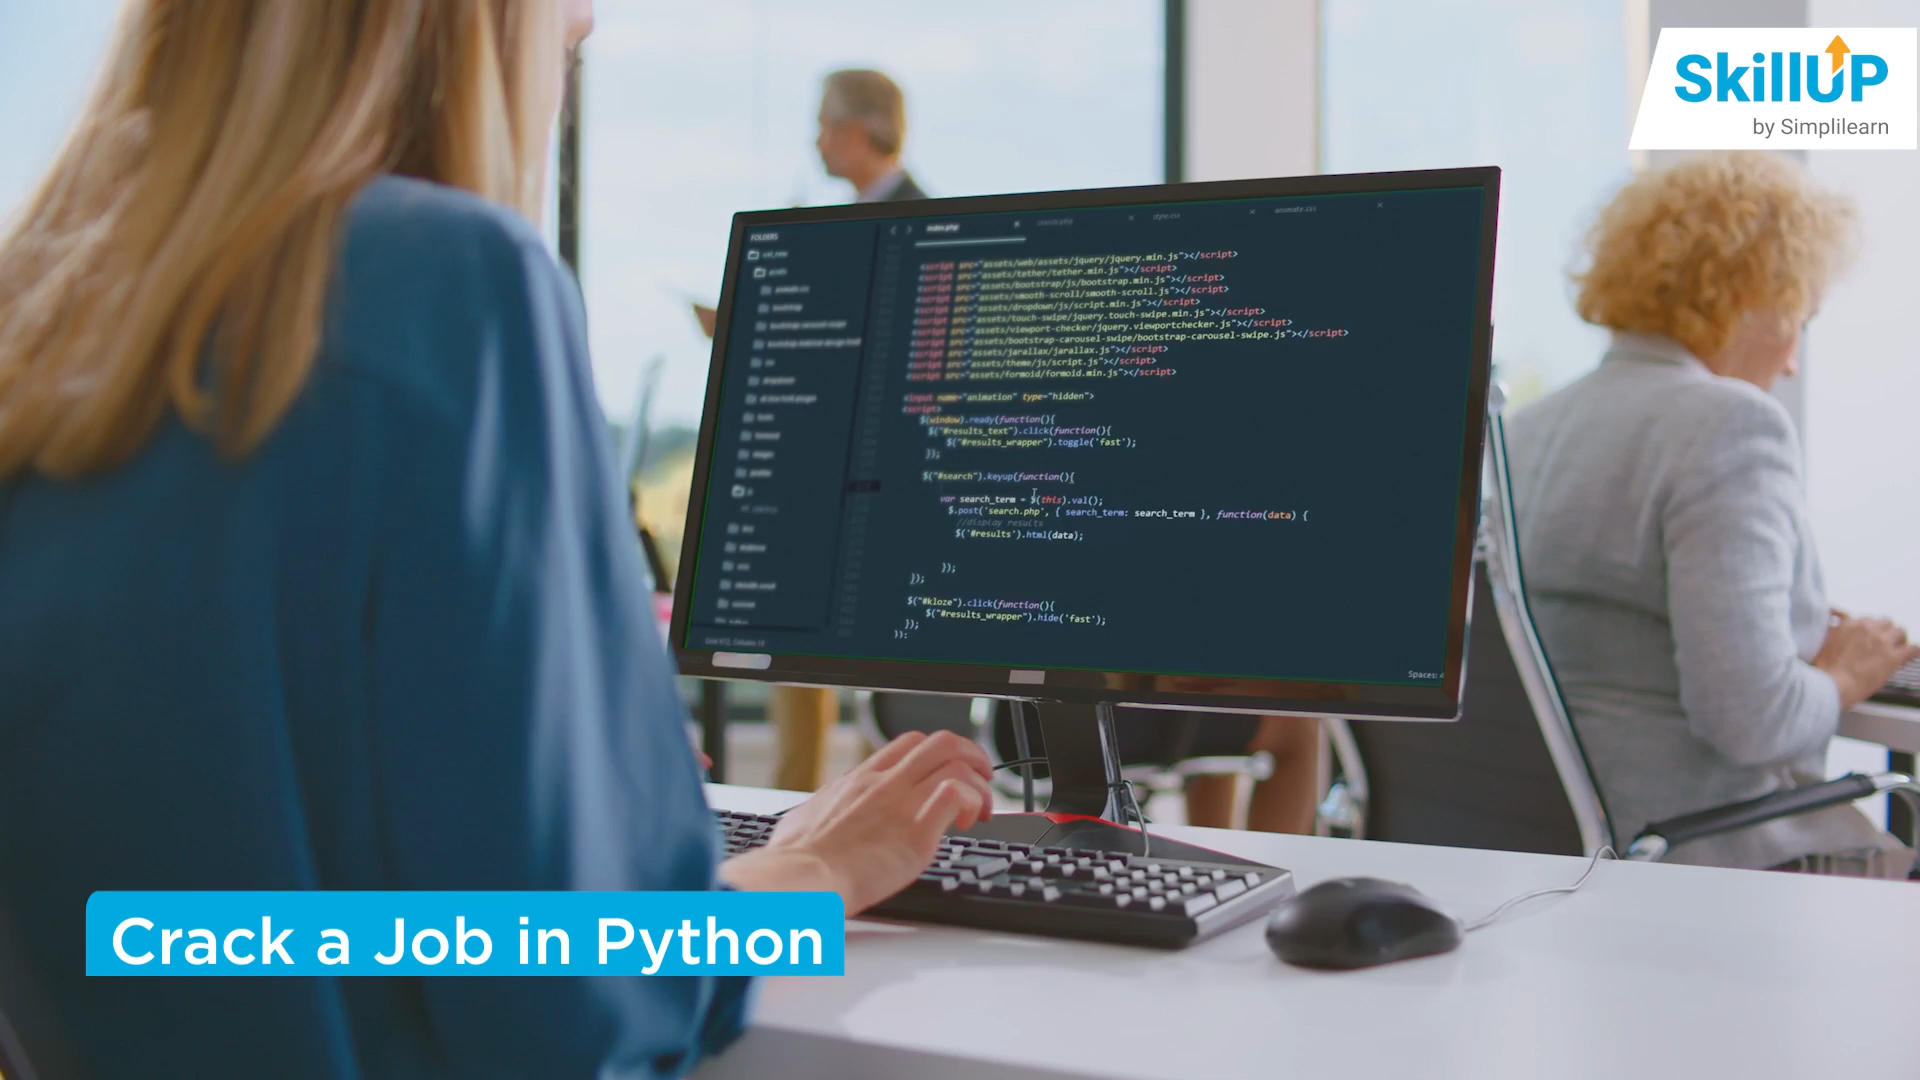 SkillUP
by Simplilearn
FOLDERS
index.php
style.css
animate.css
<script src="assets/web/assets/jquery/jquery.min.js"></script>
<script src="assets/tether/tether.min.js"></script>
<script src="assets/bootstrap/js/bootstrap.min.js"></script>
<script src="assets/smooth-scroll/smooth-scroll.js"></script>
<script src="assets/dropdown/js/script.min.js"></script>
<script src="assets/touch-swipe/jquery.touch-swipe.min.js"></script>
<script src="assets/viewport-checker/jquery.viewportchecker.js"></script>
<script src="assets/bootstrap-carousel-swipe/bootstrap-carousel-swipe.js"></script>
<script src="assets/jarallax/jarallax.js"></script>
<script src="assets/theme/js/script.js"></script>
<script src="assets/formoid/formoid.min.js"></script>
<input name="animation" type="hidden">
<script>
$(window).ready(function(){
$("#results_text").click(function(){
$("#results_wrapper").toggle('fast');
});
$("#search").keyup(function(){
var search_term = $(this).val();
$.post('search.php', { search_term: search_term }, function(data) {
//display results
$('#results').html(data);
});
});
$("#kloze").click(function(){
$("#results_wrapper").hide('fast');
});
});
Spaces: 4
Crack a Job in Python